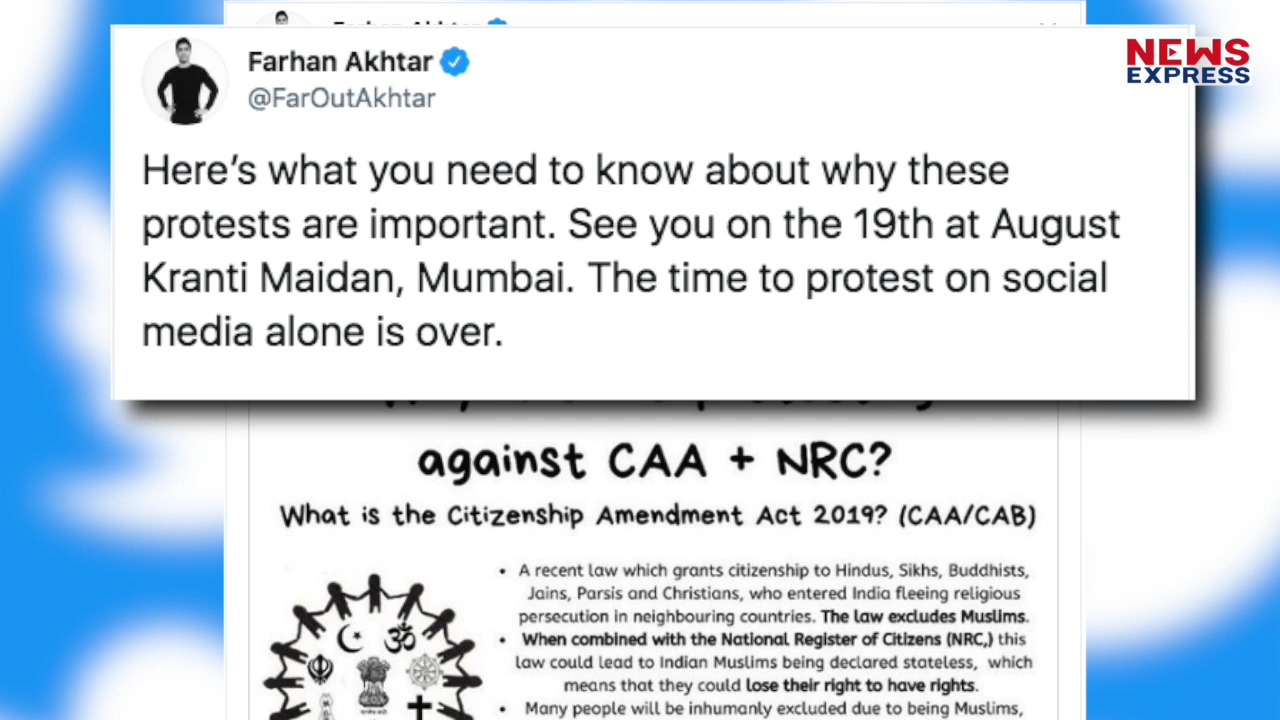 NEWS
EXPRESS
Farhan Akhtar
@FarOutAkhtar
Here’s what you need to know about why these
protests are important. See you on the 19th at August
Kranti Maidan, Mumbai. The time to protest on social
media alone is over.
against CAA + NRC?
What is the Citizenship Amendment Act 2019? (CAA/CAB)
• A recent law which grants citizenship to Hindus, Sikhs, Buddhists,
Jains, Parsis and Christians, who entered India fleeing religious
persecution in neighbouring countries. The law excludes Muslims.
• When combined with the National Register of Citizens (NRC,) this
law could lead to Indian Muslims being declared stateless, which
means that they could lose their right to have rights.
• Many people will be inhumanly excluded due to being Muslims,